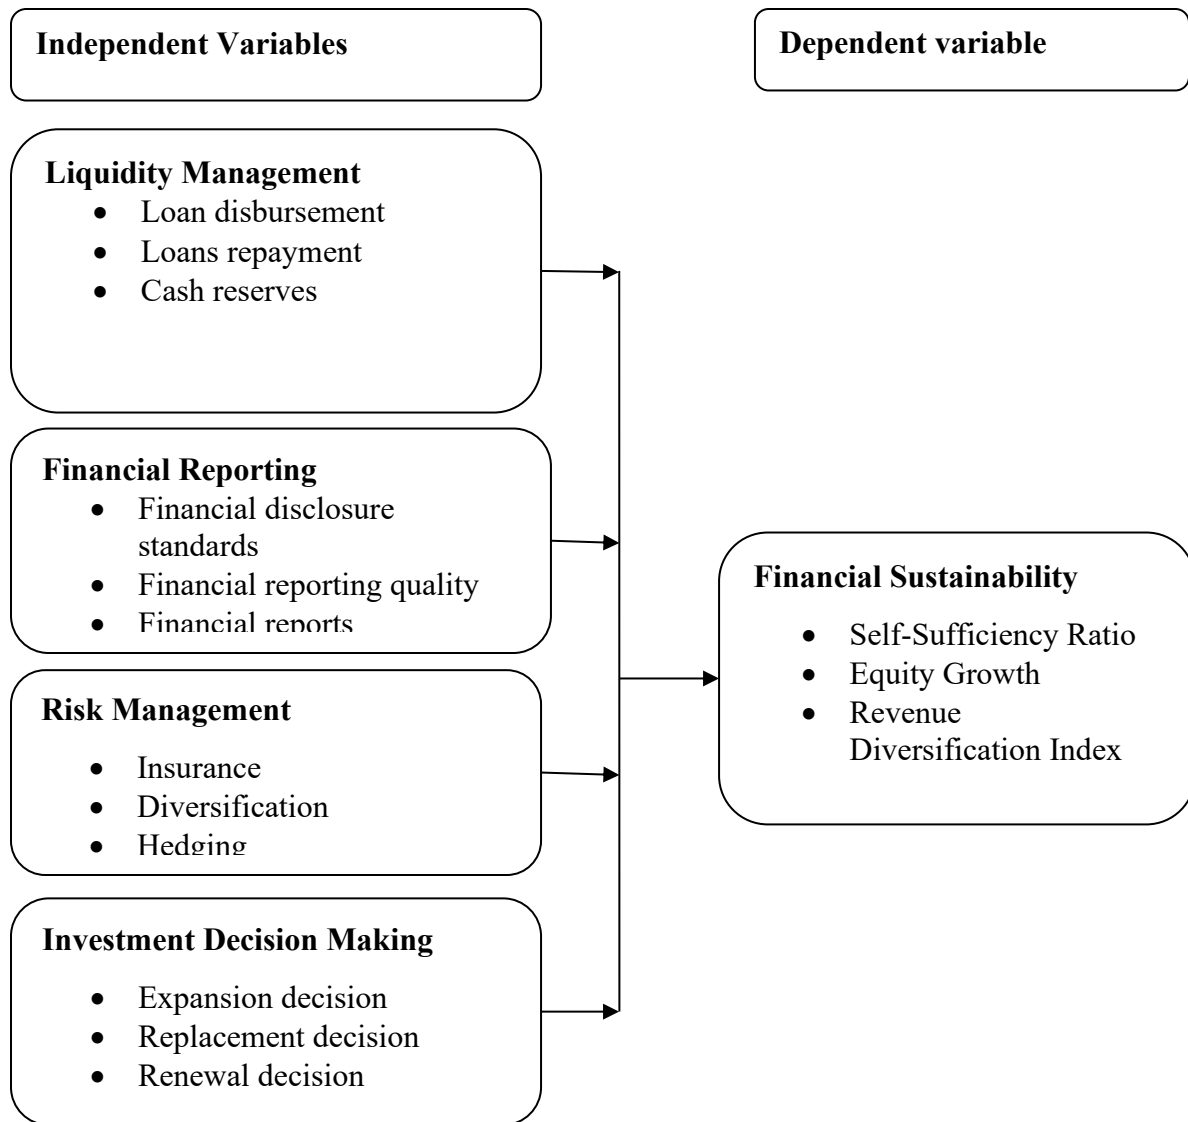 Independent Variables
Dependent variable
Liquidity Management
• Loan disbursement
• Loans repayment
• Cash reserves
Financial Reporting
• Financial disclosure
standards
• Financial reporting quality
• Financial reports
Risk Management
• Insurance
• Diversification
• Hedging
Investment Decision Making
• Expansion decision
• Replacement decision
• Renewal decision
Financial Sustainability
• Self-Sufficiency Ratio
• Equity Growth
• Revenue
Diversification Index